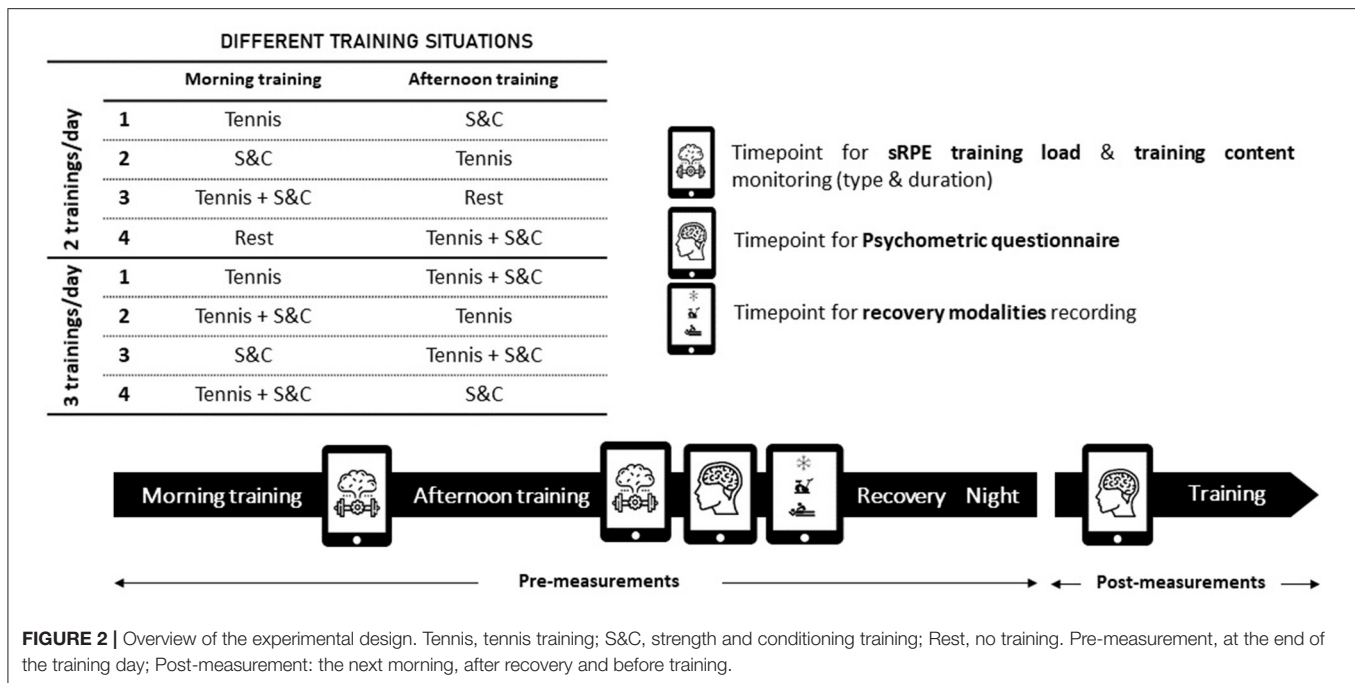 DIFFERENT TRAINING SITUATIONS
Morning training Afternoon training
2 trainings/day
1 Tennis S&C
2 S&C Tennis
3 Tennis + S&C Rest
4 Rest Tennis + S&C
3 trainings/day
1 Tennis Tennis + S&C
2 Tennis + S&C Tennis
3 S&C Tennis + S&C
4 Tennis + S&C S&C
Timepoint for sRPE training load & training content
monitoring (type & duration)
Timepoint for Psychometric questionnaire
Timepoint for recovery modalities recording
Morning training Afternoon training Recovery Night Training
Pre-measurements Post-measurements
FIGURE 2 | Overview of the experimental design. Tennis, tennis training; S&C, strength and conditioning training; Rest, no training. Pre-measurement, at the end of
the training day; Post-measurement: the next morning, after recovery and before training.